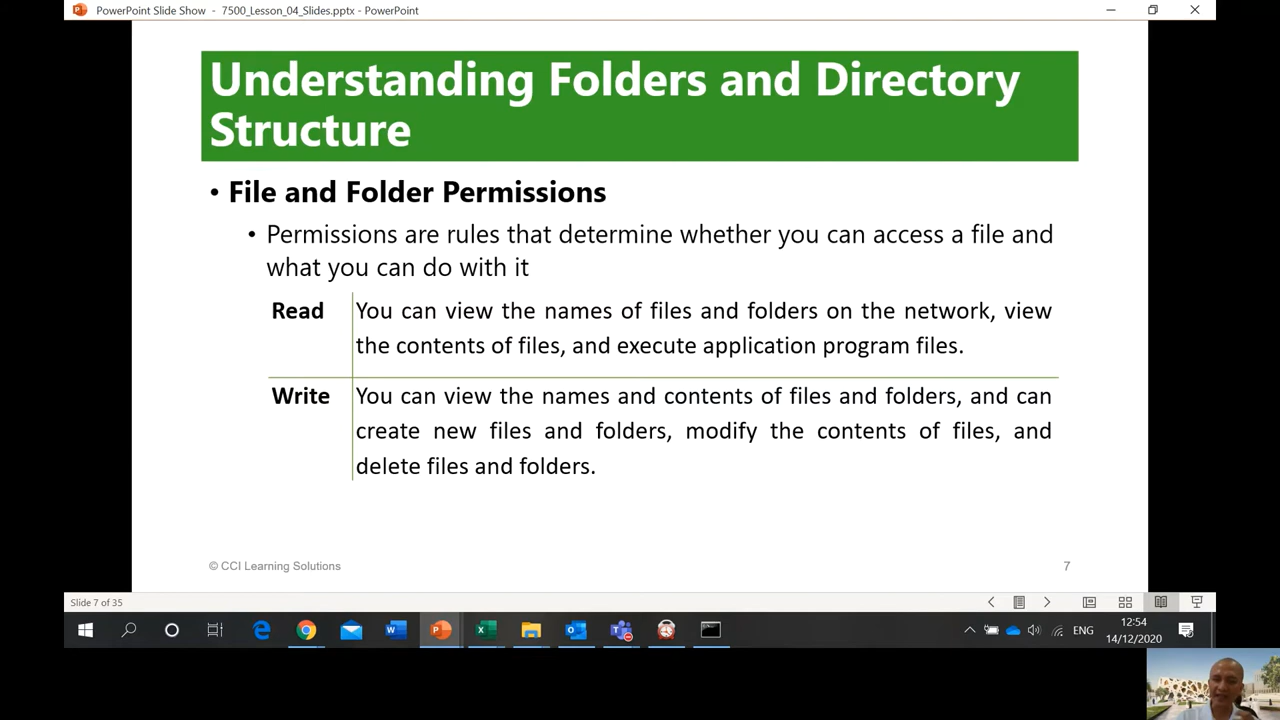 PowerPoint Slide Show - 7500_Lesson_04_Slides.pptx - PowerPoint
Understanding Folders and Directory
Structure
• File and Folder Permissions
• Permissions are rules that determine whether you can access a file and
what you can do with it
Read You can view the names of files and folders on the network, view
the contents of files, and execute application program files.
Write You can view the names and contents of files and folders, and can
create new files and folders, modify the contents of files, and
delete files and folders.
© CCI Learning Solutions 7
Slide 7 of 35
ENG 12:54
14/12/2020